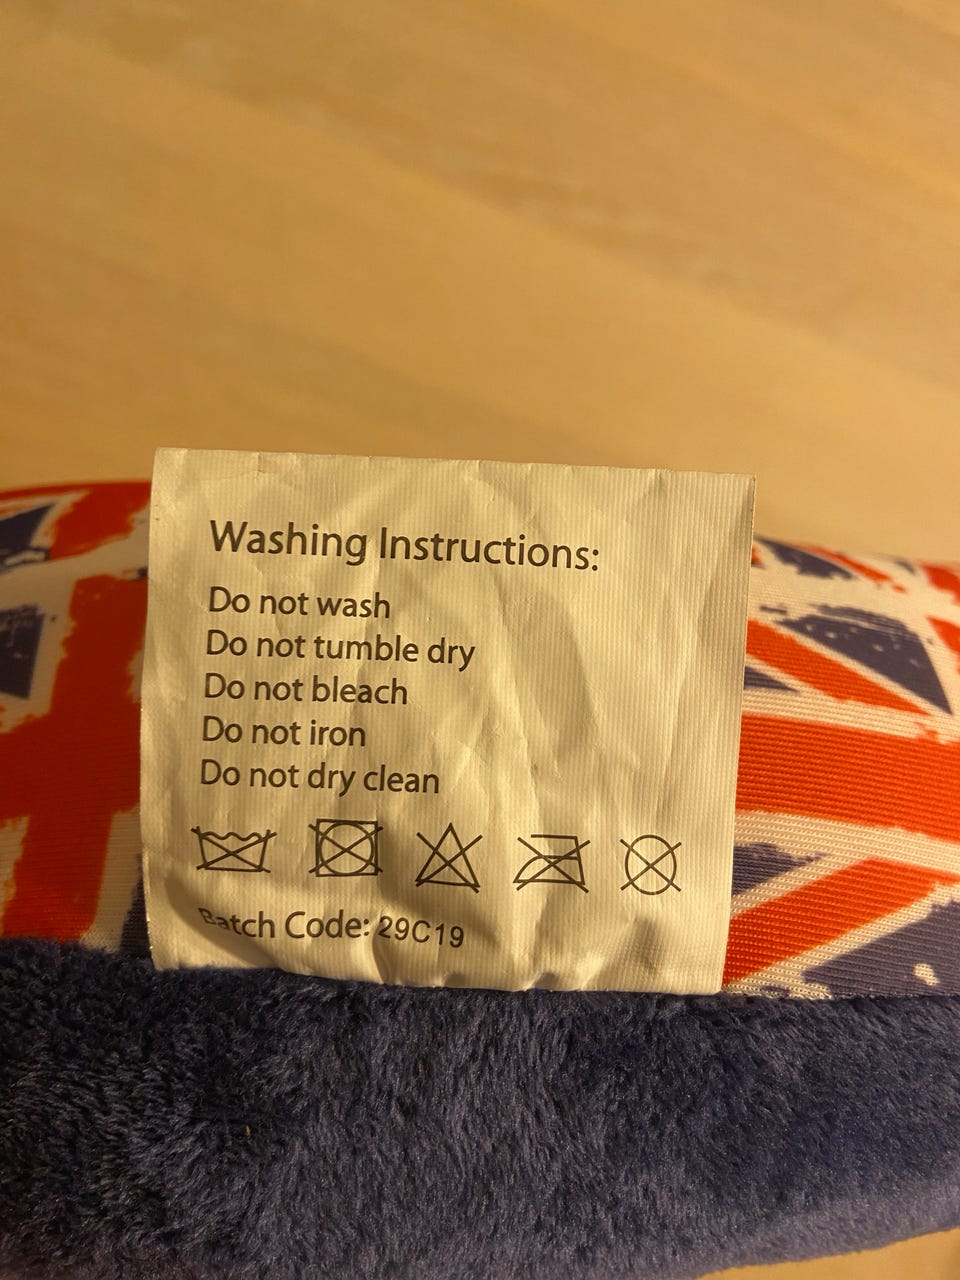 Washing Instructions:
Do not wash
Do not tumble dry
Do not bleach
Do not iron
Do not dry clean
Batch Code: 29C19